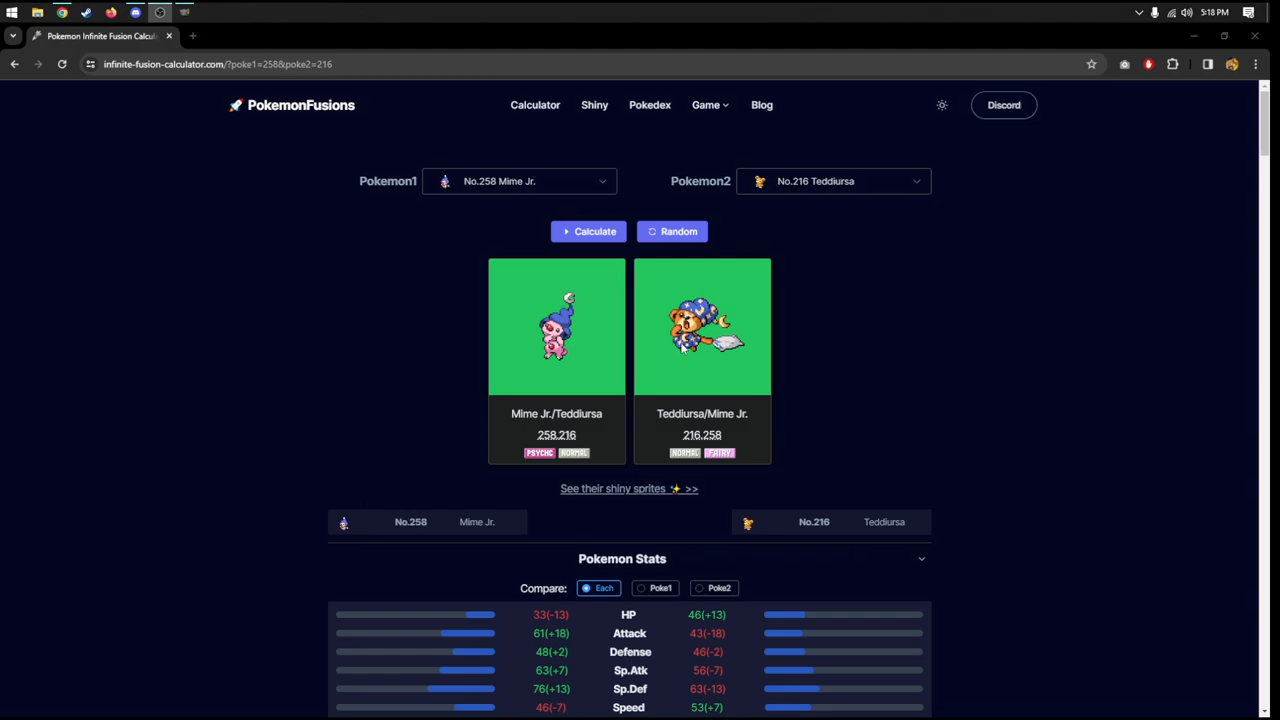 5:18 PM
Pokemon Infinite Fusion Calcul
infinite-fusion-calculator.com/?poke1=258&poke2=216
PokemonFusions
Calculator
Shiny
Pokedex
Game
Blog
Discord
Pokemon1
No.258 Mime Jr.
Pokemon2
No.216 Teddiursa
Calculate
Random
Mime Jr./Teddiursa
Teddiursa/Mime Jr.
258.216
216.258
PSYCHC NORMAL
NORMAL FAIRY
See their shiny sprites ✨ >>
No.258 Mime Jr.
No.216 Teddiursa
Pokemon Stats
Compare: Each Poke1 Poke2
33(-13) HP 46(+13)
61(+18) Attack 43(-18)
48(+2) Defense 46(-2)
63(+7) Sp.Atk 56(-7)
76(+13) Sp.Def 63(-13)
46(-7) Speed 53(+7)